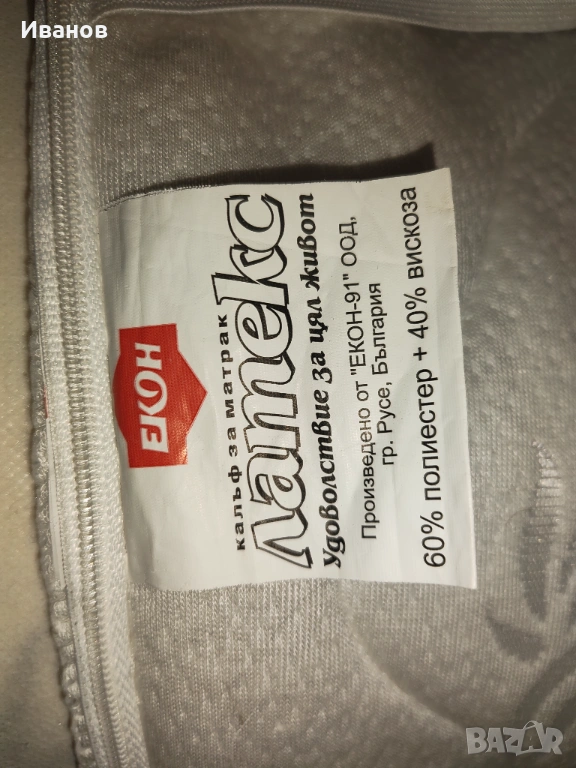 Иванов
ЕКОН
калъф за матрак
Латекс
Удоволствие за цял живот
Произведено от "ЕКОН-91" ООД,
гр. Русе, България
60% полиестер + 40% вискоза
BAZAR